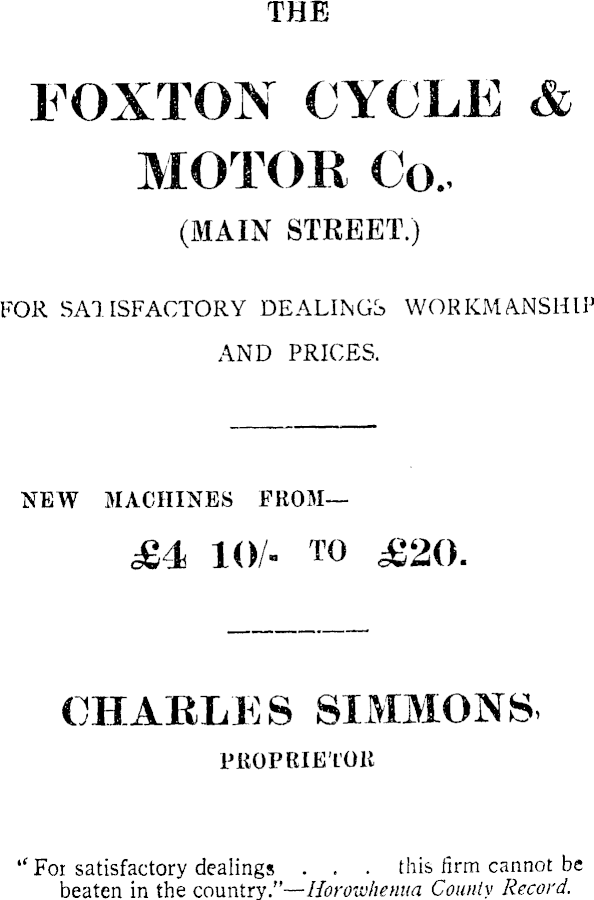 THE
FOXTON CYCLE &
MOTOR Co.,
(MAIN STREET.)
FOR SATISFACTORY DEALINGS WORKMANSHIP
AND PRICES.
NEW MACHINES FROM—
£4 10/- TO £20.
CHARLES SIMMONS,
PROPRIETOR
"For satisfactory dealings . . . this firm cannot be
beaten in the country."—Horowhenua County Record.